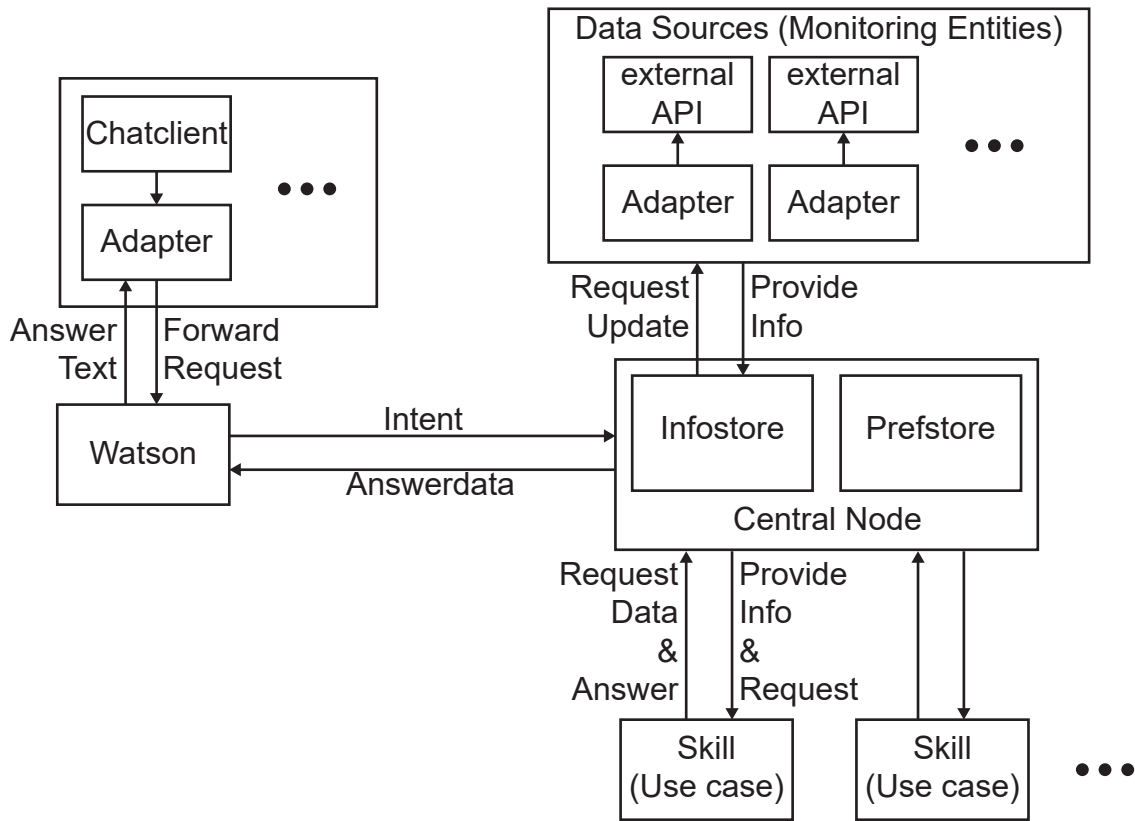 Data Sources (Monitoring Entities)
external
API
external
API
Adapter
Adapter
Chatclient
Adapter
Answer
Text
Forward
Request
Request
Update
Provide
Info
Watson
Intent
Answerdata
Infostore
Prefstore
Central Node
Request
Data
&
Answer
Provide
Info
&
Request
Skill
(Use case)
Skill
(Use case)